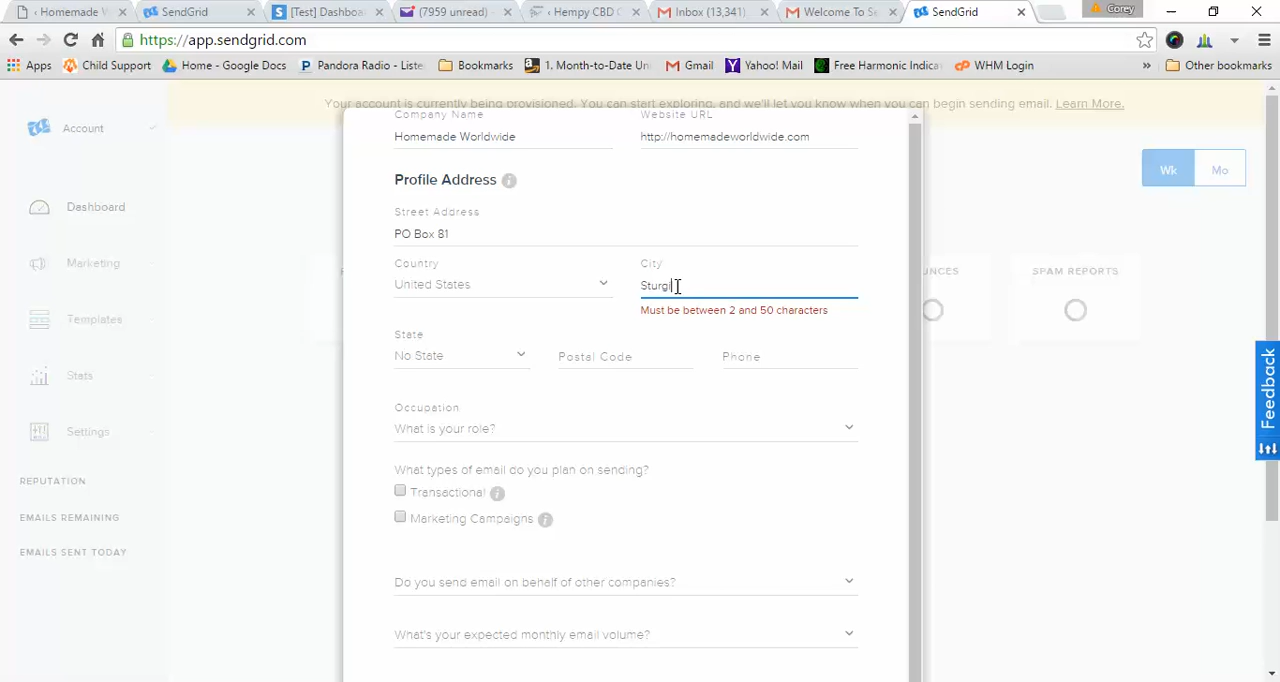 ‹ Homemade W
SendGrid
[Test] Dashboa
(7959 unread)
‹ Hempy CBD
Inbox (13,341)
Welcome To Se
SendGrid
Corey
https://app.sendgrid.com
Apps
Child Support
Home - Google Docs
Pandora Radio - Liste
Bookmarks
1. Month-to-Date Un
Gmail
Yahoo! Mail
Free Harmonic Indica
WHM Login
»
Other bookmarks
Your account is currently being provisioned. You can start exploring, and we'll let you know when you can begin sending email. Learn More.
Account
Dashboard
Marketing
Templates
Stats
Settings
REPUTATION
EMAILS REMAINING
EMAILS SENT TODAY
Company Name
Website URL
Homemade Worldwide
http://homemadeworldwide.com
Profile Address
Street Address
PO Box 81
Country
City
United States
Sturgi
Must be between 2 and 50 characters
State
No State
Postal Code
Phone
Occupation
What is your role?
What types of email do you plan on sending?
Transactional
Marketing Campaigns
Do you send email on behalf of other companies?
What's your expected monthly email volume?
Wk
Mo
UNCES
SPAM REPORTS
Feedback